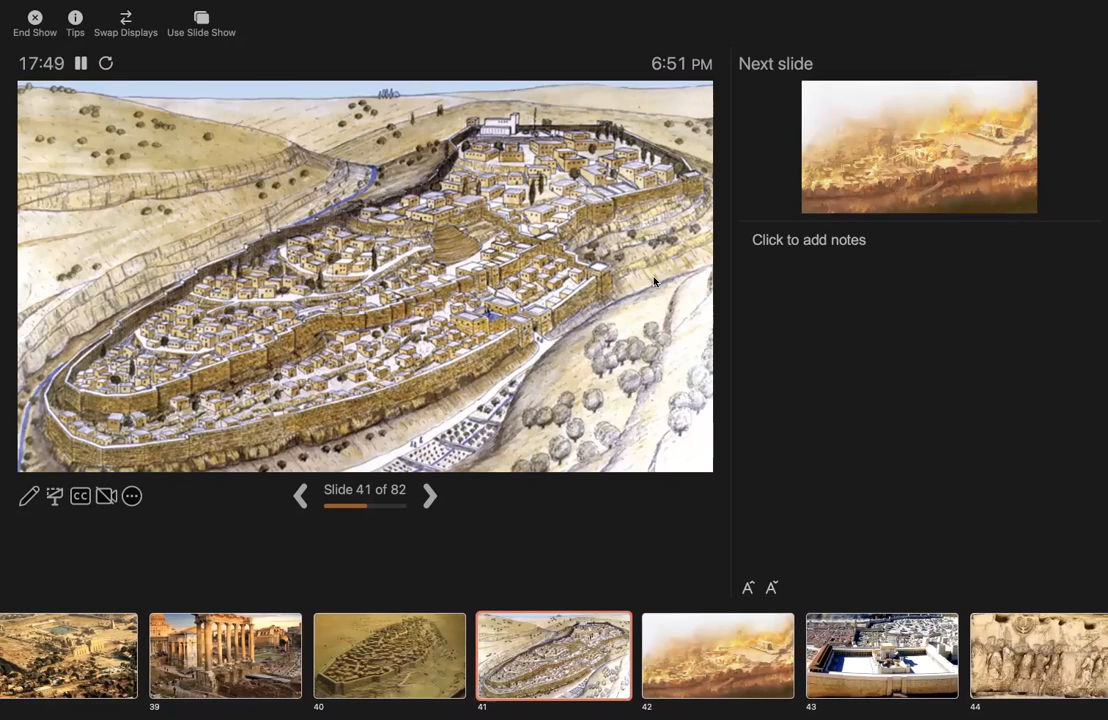 End Show Tips Swap Displays Use Slide Show
17:49 6:51 PM
Next slide
Click to add notes
CC
Slide 41 of 82
A A
39 40 41 42 43 44